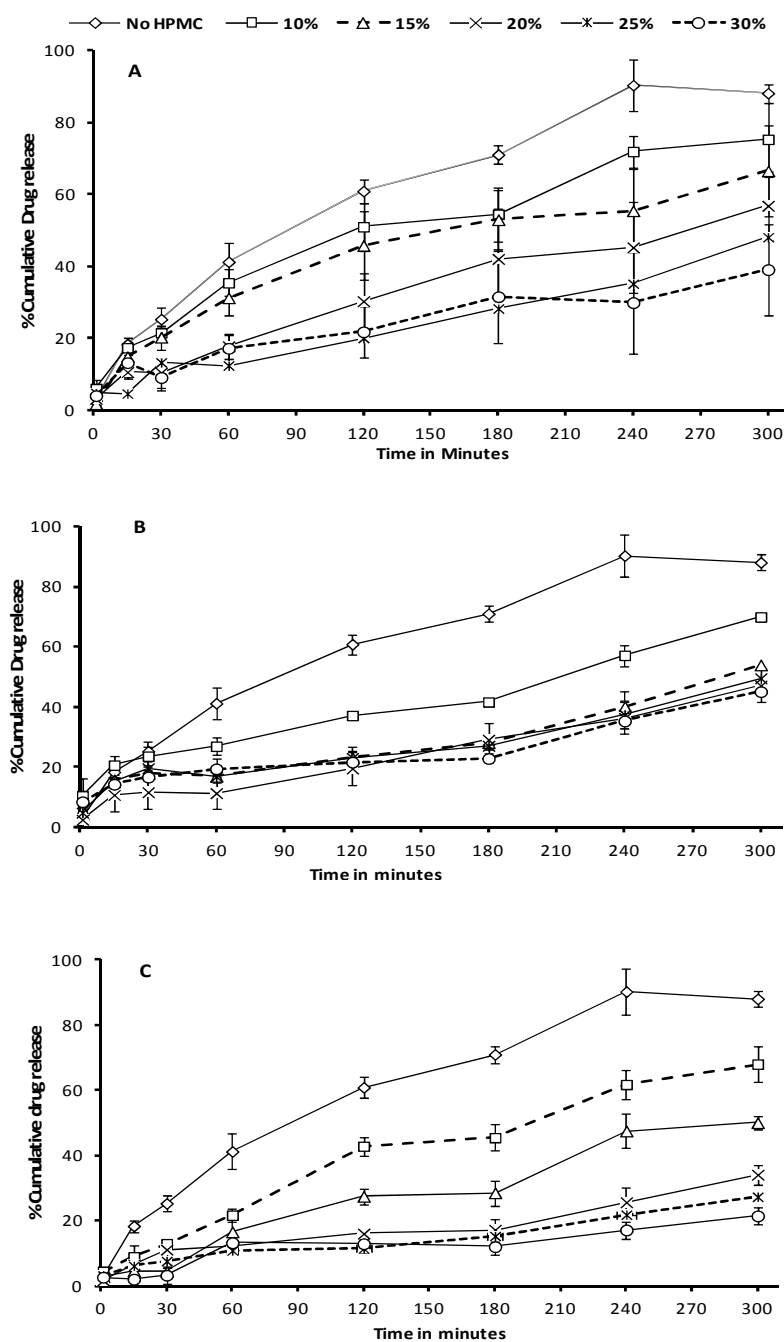 No HPMC 10% 15% 20% 25% 30%
A
100
80
60
40
20
0
%Cumulative Drug release
0 30 60 90 120 150 180 210 240 270 300
Time in Minutes
B
100
80
60
40
20
0
%Cumulative Drug release
0 30 60 90 120 150 180 210 240 270 300
Time in minutes
C
100
80
60
40
20
0
%Cumulative drug release
0 30 60 90 120 150 180 210 240 270 300
Time in minutes